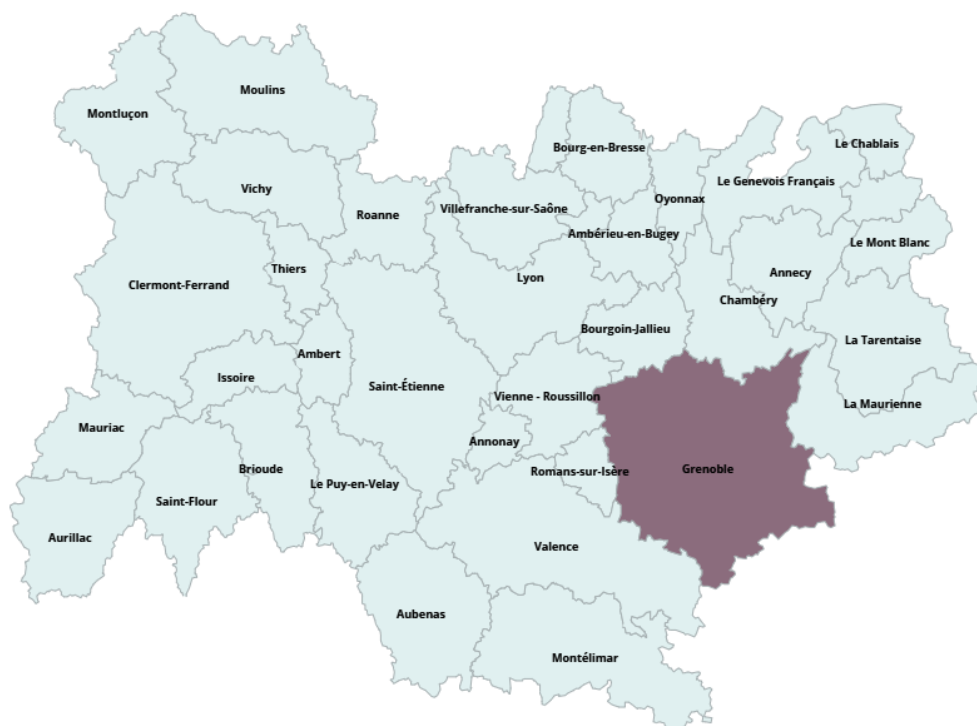 Moulins
Montluçon
Le Chablais
Bourg-en-Bresse
Le Genevois Français
Vichy
Oyonnax
Villefranche-sur-Saône
Roanne
Ambérieu-en-Bugey
Le Mont Blanc
Thiers
Annecy
Lyon
Clermont-Ferrand
Chambéry
Bourgoin-Jallieu
La Tarentaise
Ambert
Issoire
Saint-Étienne
Vienne - Roussillon
La Maurienne
Mauriac
Annonay
Brioude
Grenoble
Romans-sur-Isère
Le Puy-en-Velay
Saint-Flour
Aurillac
Valence
Aubenas
Montélimar